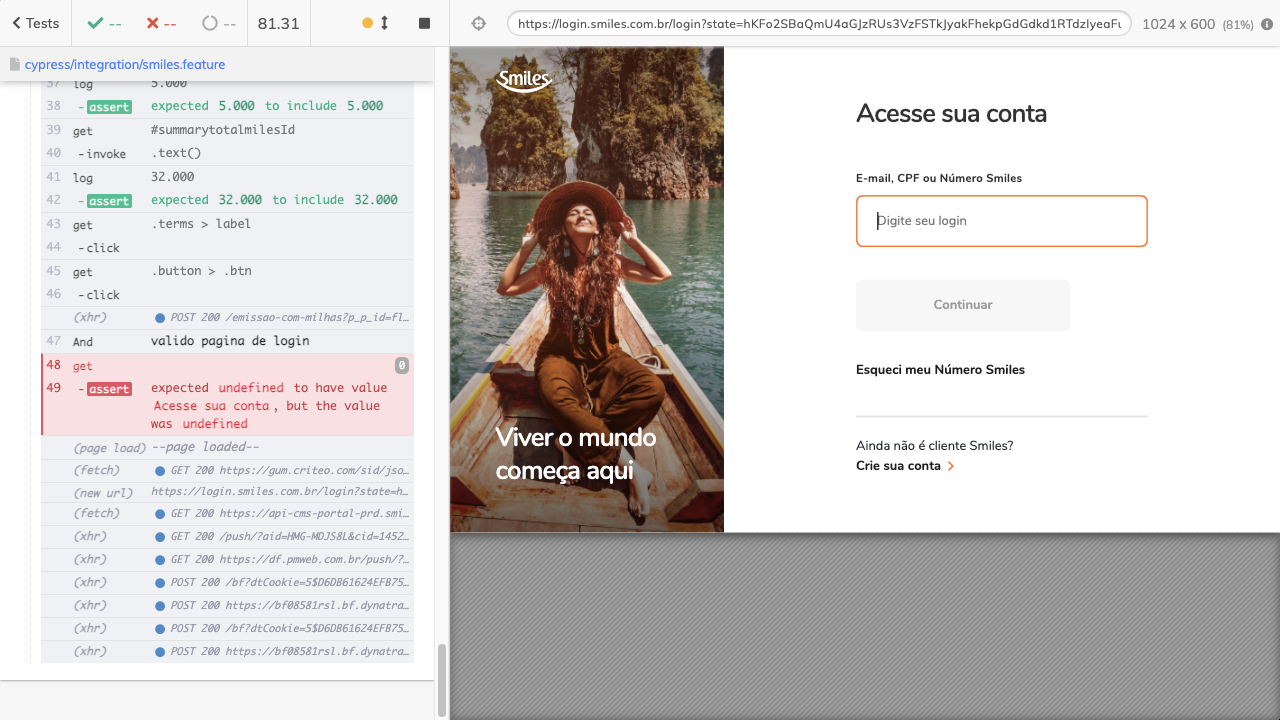 Tests
--
--
--
81.31
https://login.smiles.com.br/login?state=hKFo2SBaQmU4aGJzRUs3VzFSTkJyakFhekpGdGdkd1RTdzIyeaFu
1024 x 600 (81%)
cypress/integration/smiles.feature
37 log 5.000
38 -assert expected 5.000 to include 5.000
39 get #summarytotalmilesId
40 -invoke .text()
41 log 32.000
42 -assert expected 32.000 to include 32.000
43 get .terms > label
44 -click
45 get .button > .btn
46 -click
(xhr) POST 200 /emissao-com-milhas?p_p_id=fl…
47 And valido pagina de login
48 get 0
49 -assert expected undefined to have value
Acesse sua conta, but the value
was undefined
(page load) --page loaded--
(fetch) GET 200 https://gum.criteo.com/sid/jso…
(new url) https://login.smiles.com.br/login?state=h…
(fetch) GET 200 https://api-cms-portal-prd.smi…
(xhr) GET 200 /push/?aid=HMG-MDJS8L&cid=1452…
(xhr) GET 200 https://df.pmweb.com.br/push/?…
(xhr) POST 200 /bf?dtCookie=5$D6DB61624EFB75…
(xhr) POST 200 https://bf08581rsl.bf.dynatra…
(xhr) POST 200 /bf?dtCookie=5$D6DB61624EFB75…
(xhr) POST 200 https://bf08581rsl.bf.dynatra…
Smiles
Viver o mundo
começa aqui
Acesse sua conta
E-mail, CPF ou Número Smiles
Digite seu login
Continuar
Esqueci meu Número Smiles
Ainda não é cliente Smiles?
Crie sua conta